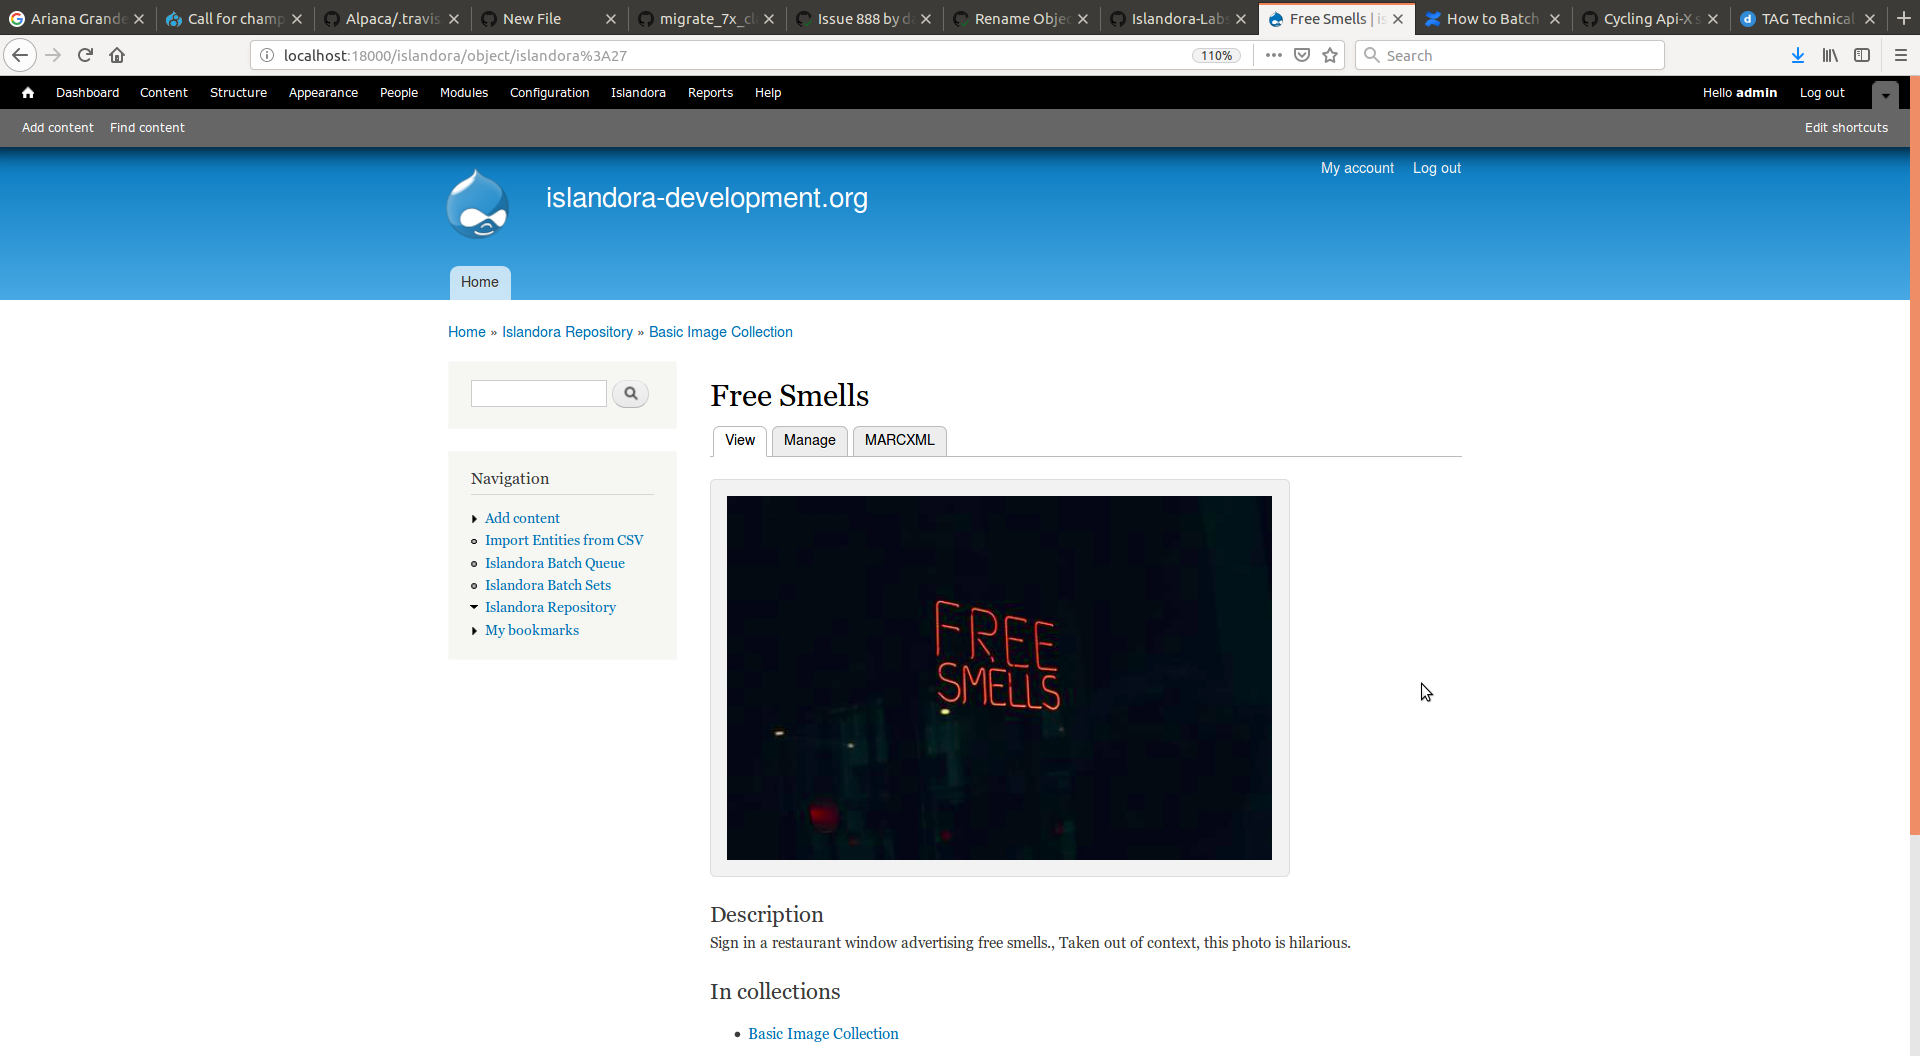 Ariana Grande
Call for champ
Alpaca/.travis
New File
migrate_7x_cl
Issue 888 by d
Rename Objec
Islandora-Labs
Free Smells | is
How to Batch
Cycling Api-X s
TAG Technical
localhost:18000/islandora/object/islandora%3A27
110%
Search
Dashboard Content Structure Appearance People Modules Configuration Islandora Reports Help
Hello admin Log out
Add content Find content
Edit shortcuts
My account Log out
islandora-development.org
Home
Home » Islandora Repository » Basic Image Collection
Navigation
Add content
Import Entities from CSV
Islandora Batch Queue
Islandora Batch Sets
Islandora Repository
My bookmarks
Free Smells
View Manage MARCXML
FREE
SMELLS
Description
Sign in a restaurant window advertising free smells., Taken out of context, this photo is hilarious.
In collections
Basic Image Collection